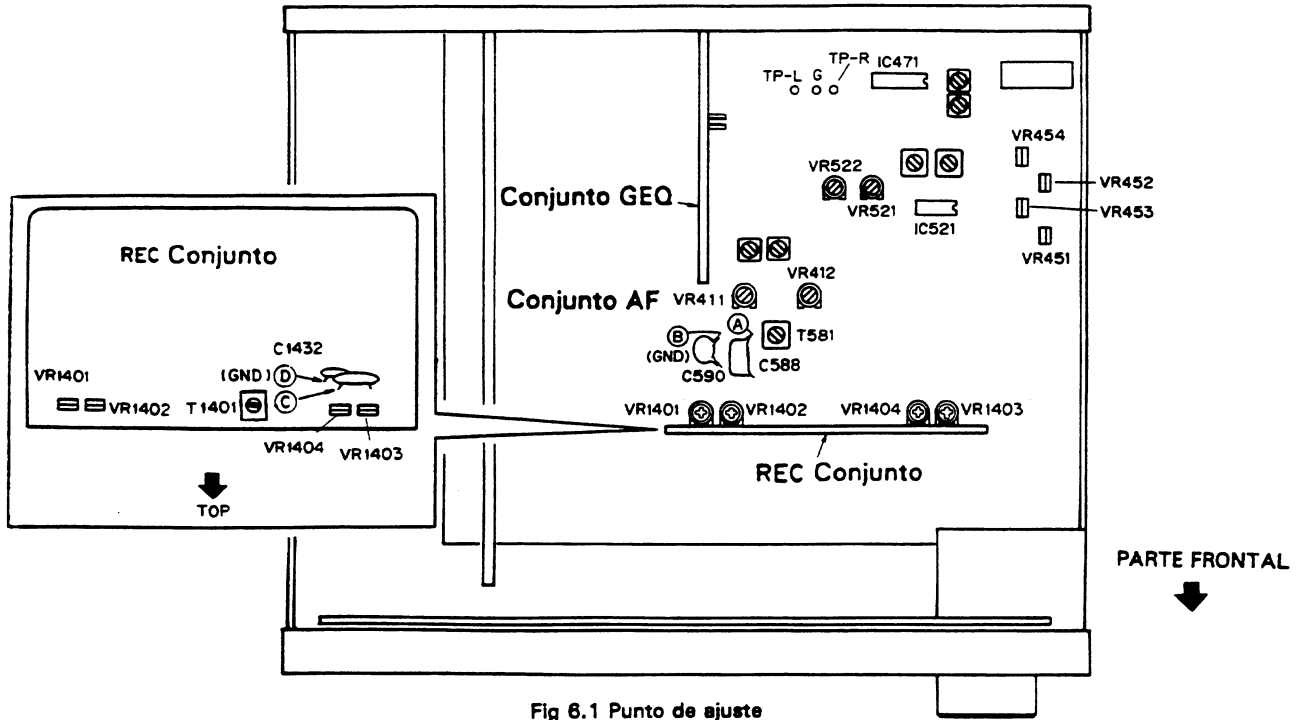 TP-L G TP-R IC471
VR454
VR452
VR453
VR451
VR522
VR521
IC521
Conjunto GEQ
VR412
Conjunto AF
VR411
A
B
(GND)
T581
C590
C588
VR1401
VR1402
VR1404
VR1403
REC Conjunto
REC Conjunto
C1432
(GND) D
VR1401
VR1402
T1401
C
VR1404
VR1403
TOP
PARTE FRONTAL
Fig 6.1 Punto de ajuste